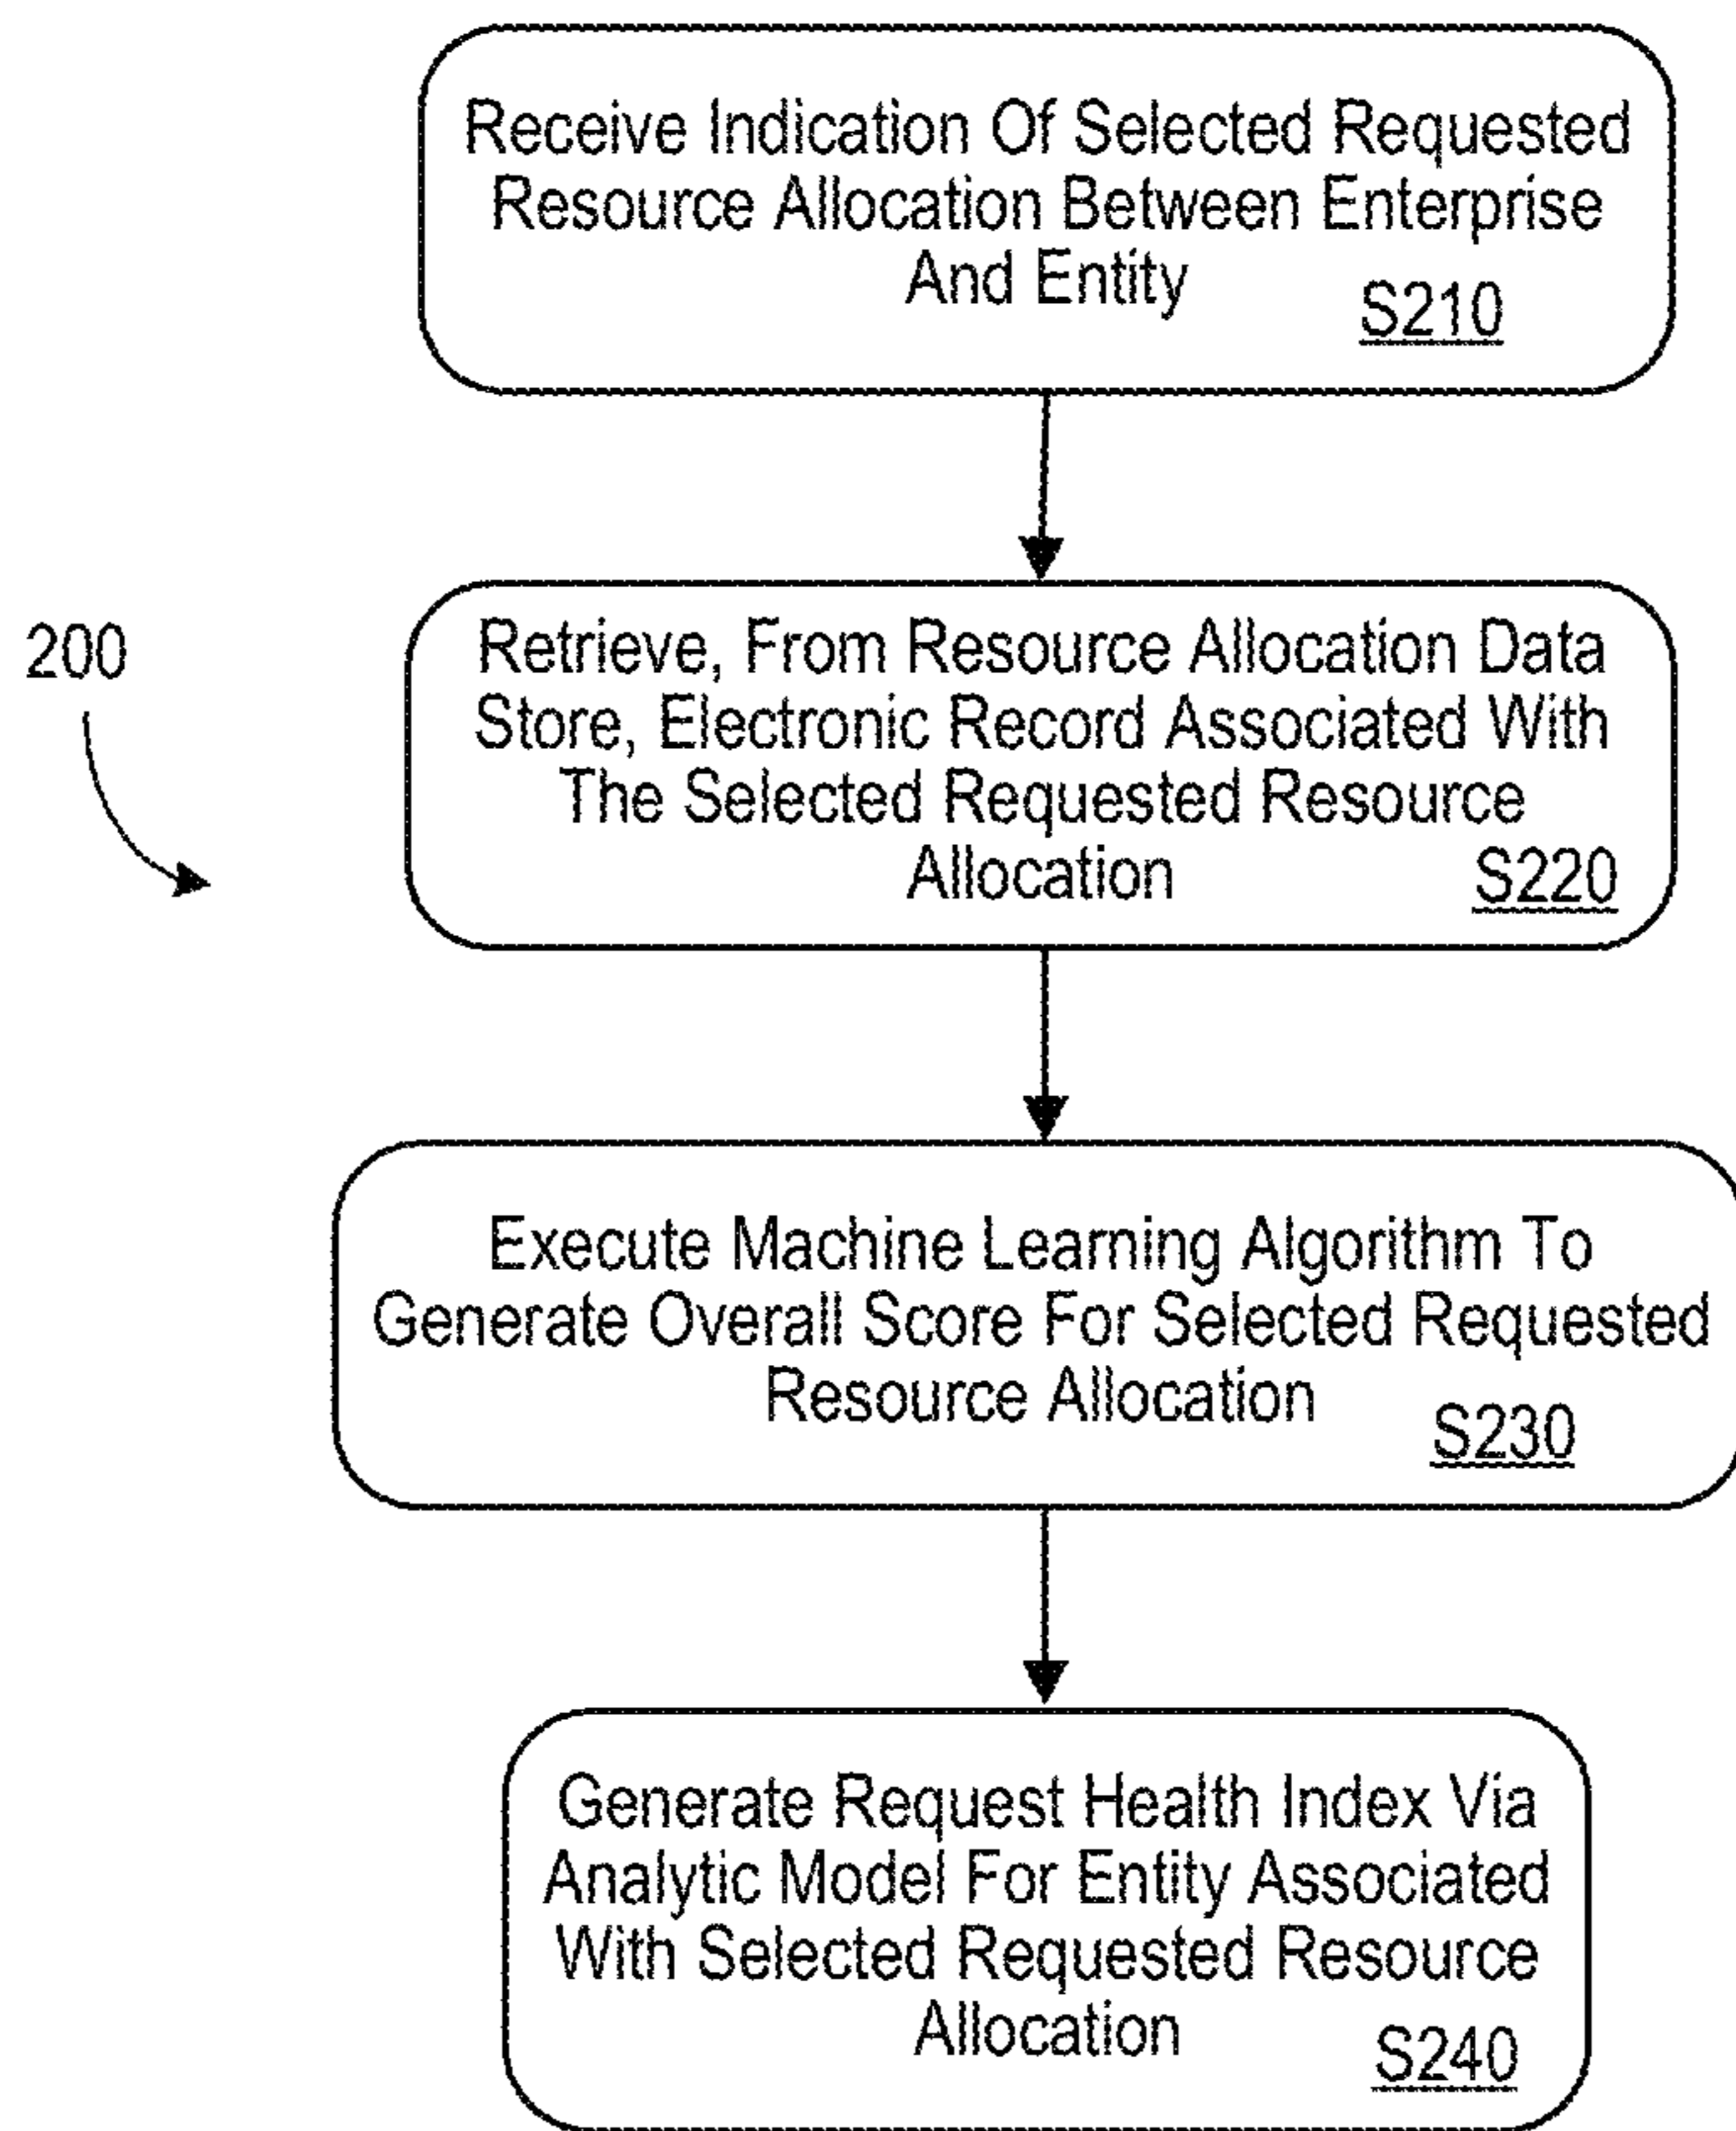 Receive Indication Of Selected Requested
Resource Allocation Between Enterprise
And Entity
S210
200
Retrieve, From Resource Allocation Data
Store, Electronic Record Associated With
The Selected Requested Resource
Allocation
S220
Execute Machine Learning Algorithm To
Generate Overall Score For Selected Requested
Resource Allocation
S230
Generate Request Health Index Via
Analytic Model For Entity Associated
With Selected Requested Resource
Allocation
S240